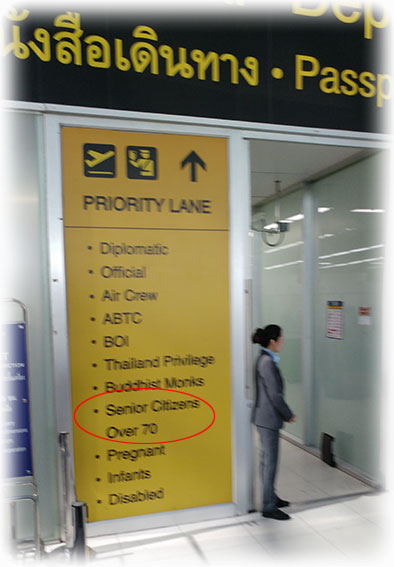 นังสือเดินทาง • Passp
PRIORITY LANE
• Diplomatic
• Official
• Air Crew
• ABTC
• BOI
• Thailand Privilege
• Buddhist Monks
• Senior Citizens
Over 70
• Pregnant
• Infants
• Disabled